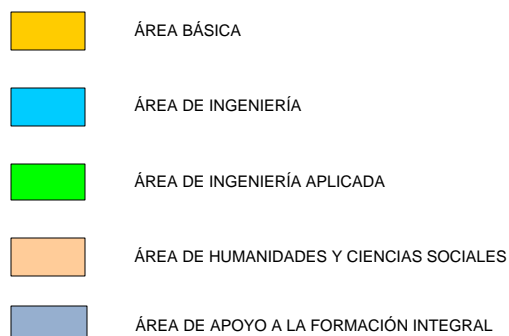 ÁREA BÁSICA
ÁREA DE INGENIERÍA
ÁREA DE INGENIERÍA APLICADA
ÁREA DE HUMANIDADES Y CIENCIAS SOCIALES
ÁREA DE APOYO A LA FORMACIÓN INTEGRAL